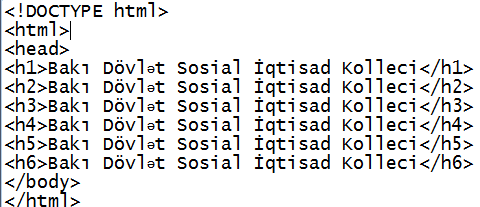 <!DOCTYPE html>
<html>
<head>
<h1>Bakı Dövlət Sosial İqtisad Kolleci</h1>
<h2>Bakı Dövlət Sosial İqtisad Kolleci</h2>
<h3>Bakı Dövlət Sosial İqtisad Kolleci</h3>
<h4>Bakı Dövlət Sosial İqtisad Kolleci</h4>
<h5>Bakı Dövlət Sosial İqtisad Kolleci</h5>
<h6>Bakı Dövlət Sosial İqtisad Kolleci</h6>
</body>
</html>